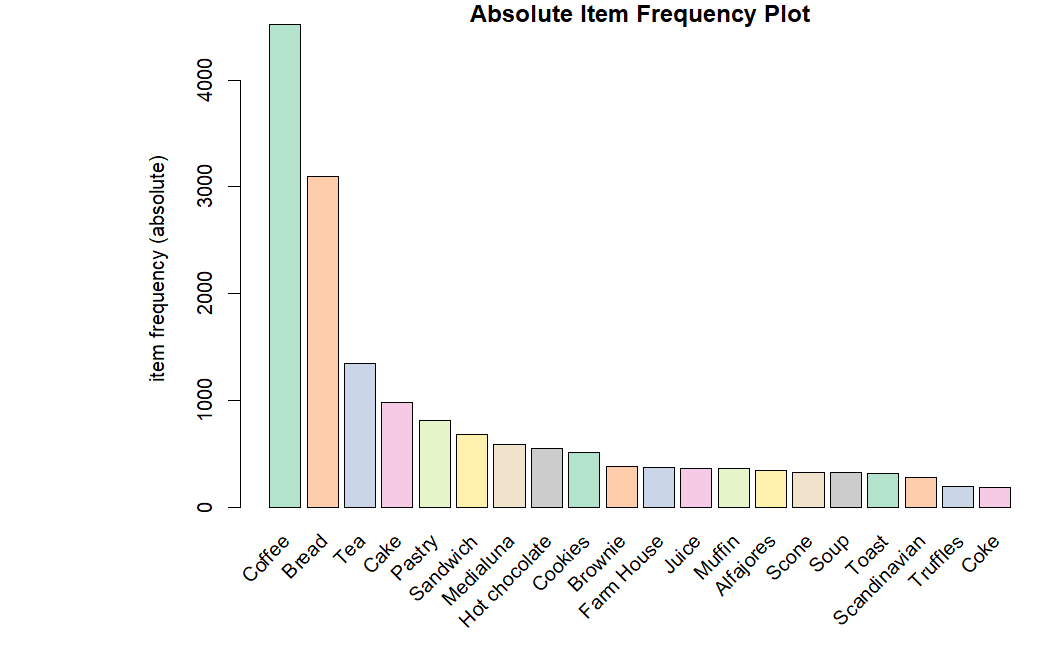 Absolute Item Frequency Plot
item frequency (absolute)
4000
3000
2000
1000
0
Coffee
Bread
Tea
Cake
Pastry
Sandwich
Medialuna
Hot chocolate
Cookies
Brownie
Farm House
Juice
Muffin
Alfajores
Scone
Soup
Toast
Scandinavian
Truffles
Coke